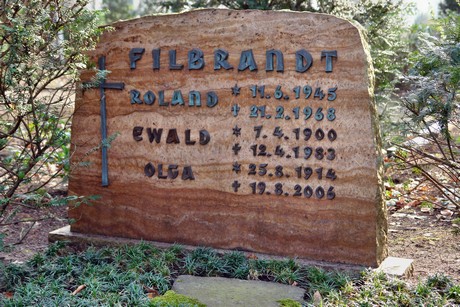 FILBRANDT
ROLAND * 11.6.1945
✝ 21.2.1968
EWALD * 7.4.1900
✝ 12.4.1983
OLGA * 25.8.1914
✝ 19.8.2006